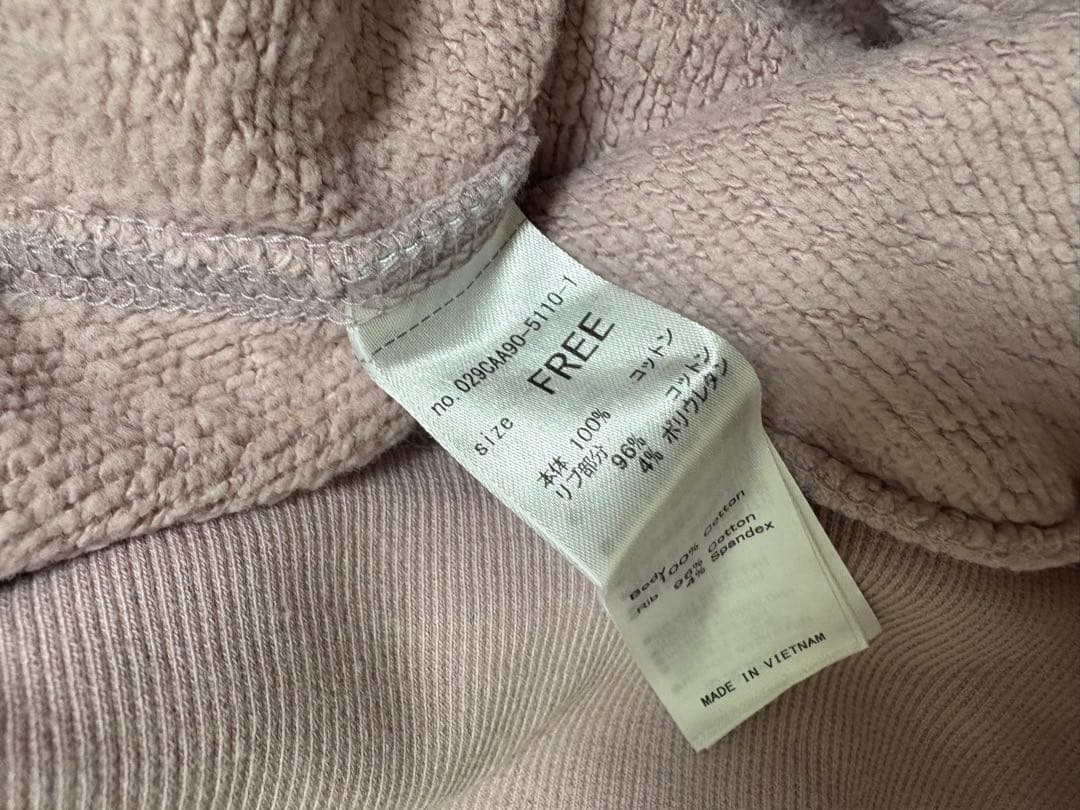 no.029CAA90-5110-1
size FREE
本体 100% コットン
リブ部分 96% コットン
4% ポリウレタン
Body 100% Cotton
Rib 96% Cotton
4% Spandex
MADE IN VIETNAM